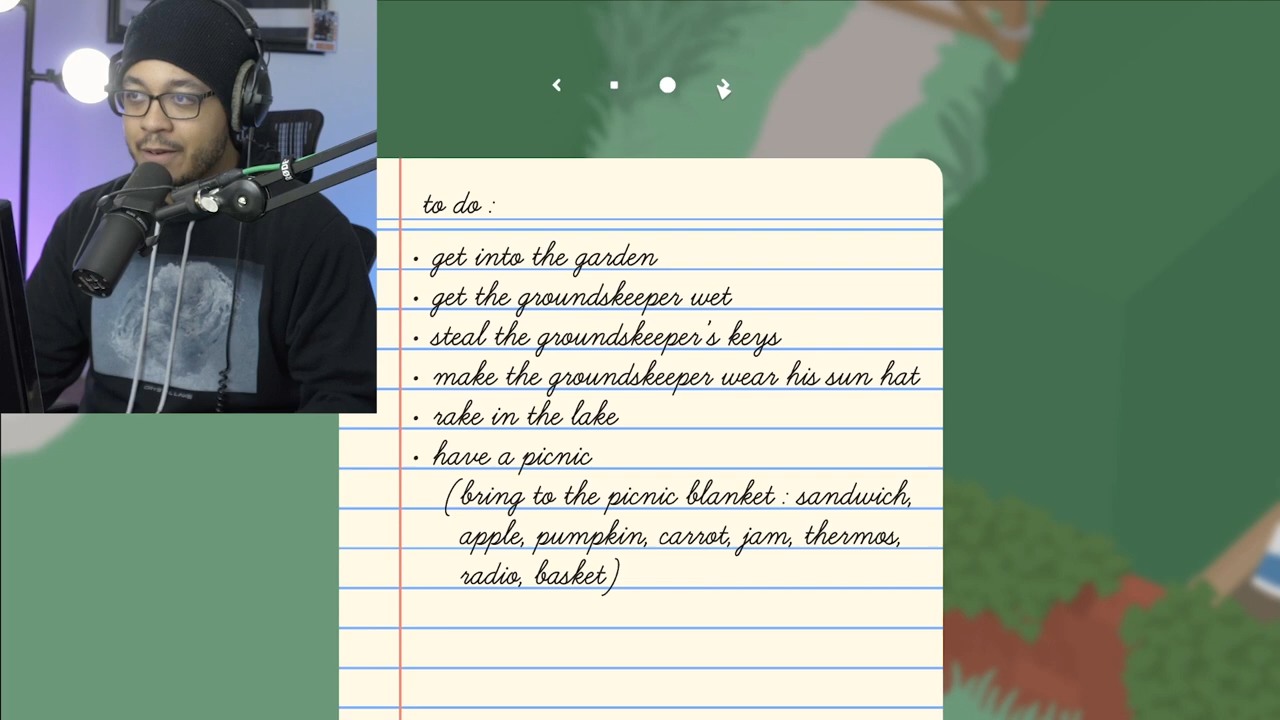 to do :
• get into the garden
• get the groundskeeper wet
• steal the groundskeeper's keys
• make the groundskeeper wear his sun hat
• rake in the lake
• have a picnic
(bring to the picnic blanket : sandwich,
apple, pumpkin, carrot, jam, thermos,
radio, basket)